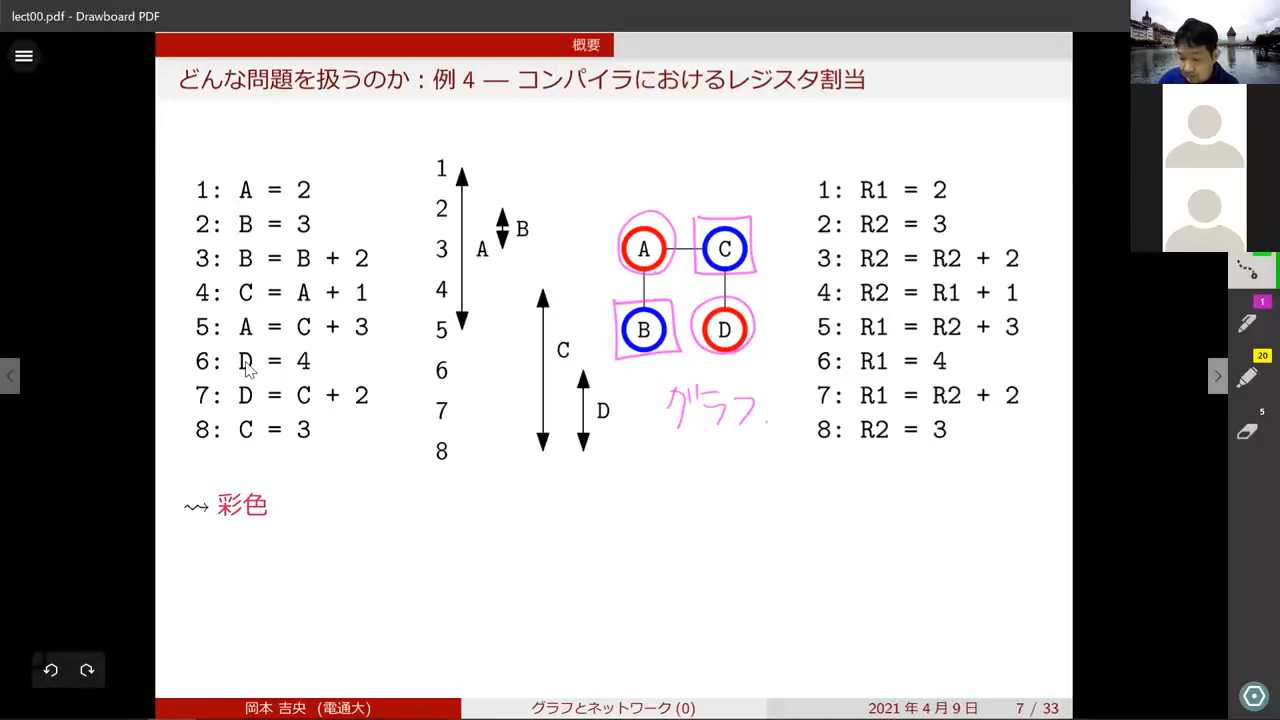 lect00.pdf - Drawboard PDF
概要
どんな問題を扱うのか：例 4 — コンパイラにおけるレジスタ割当
1: A = 2
2: B = 3
3: B = B + 2
4: C = A + 1
5: A = C + 3
6: D = 4
7: D = C + 2
8: C = 3
1
2
3
4
5
6
7
8
A
B
C
D
A
C
B
D
グラフ.
1: R1 = 2
2: R2 = 3
3: R2 = R2 + 2
4: R2 = R1 + 1
5: R1 = R2 + 3
6: R1 = 4
7: R1 = R2 + 2
8: R2 = 3
⇝ 彩色
1
20
5
岡本 吉央 (電通大)
グラフとネットワーク (0)
2021 年 4 月 9 日
7 / 33